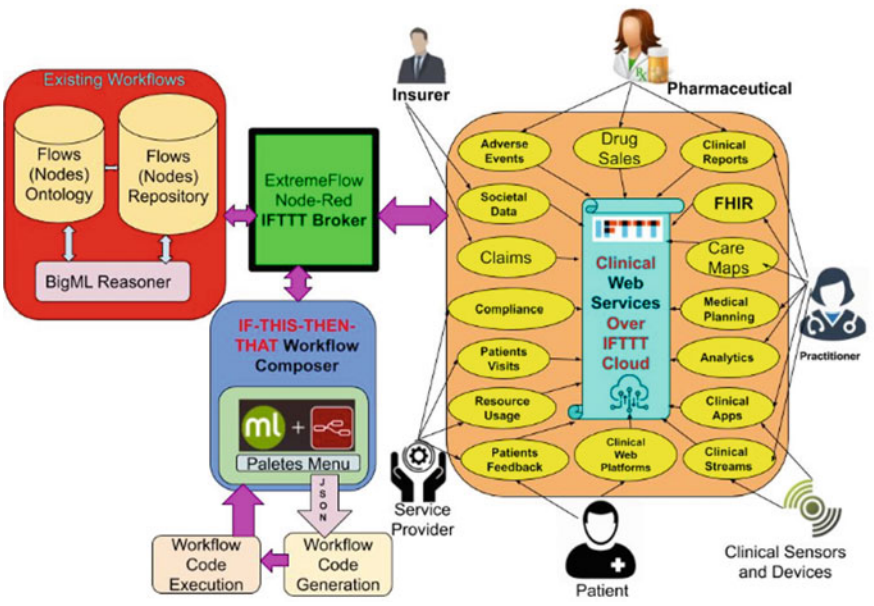 Existing Workflows
Flows
(Nodes)
Ontology
Flows
(Nodes)
Repository
BigML Reasoner
ExtremeFlow
Node-Red
IFTTT Broker
IF-THIS-THEN-
THAT Workflow
Composer
ml +
Paletes Menu
JSON
Workflow
Code
Execution
Workflow
Code
Generation
Insurer
Pharmaceutical
Rx
Adverse
Events
Drug
Sales
Clinical
Reports
Societal
Data
FHIR
Claims
Care
Maps
Compliance
Medical
Planning
Patients
Visits
Analytics
Resource
Usage
Clinical
Apps
Patients
Feedback
Clinical
Web
Platforms
Clinical
Streams
IFTTT
Clinical
Web
Services
Over
IFTTT
Cloud
Practitioner
Service
Provider
Patient
Clinical Sensors
and Devices